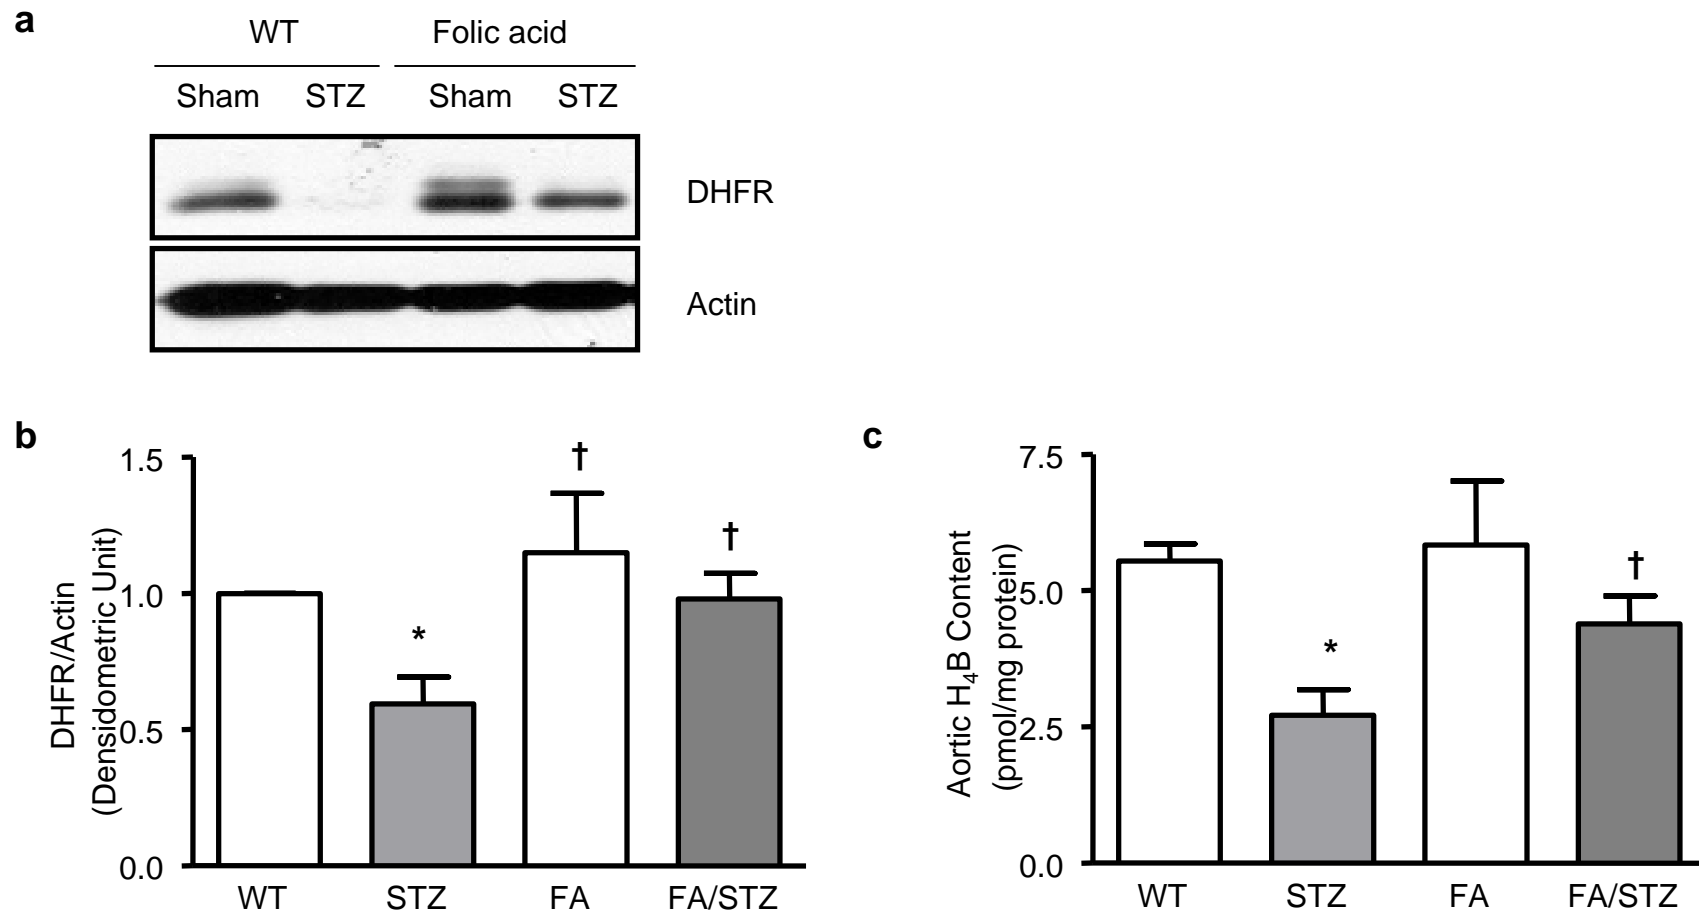 a
WT Folic acid
Sham STZ Sham STZ
DHFR
Actin
b
DHFR/Actin
(Densidometric Unit)
1.5
1.0
0.5
0.0
*
†
†
WT STZ FA FA/STZ
c
Aortic H₄B Content
(pmol/mg protein)
7.5
5.0
2.5
0.0
*
†
WT STZ FA FA/STZ